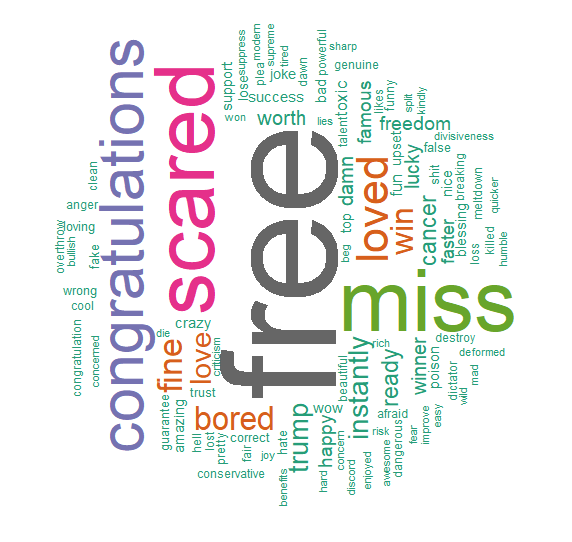 free
miss
scared
congratulations
loved
win
fine
love
bored
trump
instantly
ready
winner
happy
cancer
faster
damn
lucky
famous
freedom
worth
success
support
lose
suppress
plea
modern
supreme
tired
dawn
powerful
sharp
joke
bad
toxic
genuine
won
lies
talent
likes
funny
split
kindly
divisiveness
false
upset
fun
shit
nice
breaking
blessing
meltdown
quicker
loss
killed
humble
top
beg
clean
anger
loving
overthrow
bullish
fake
wrong
cool
congratulation
concerned
die
crazy
criticism
trust
guarantee
amazing
hell
lost
pretty
correct
fair
joy
hate
conservative
benefits
wow
hard
concern
discord
enjoyed
awesome
dangerous
risk
afraid
fear
improve
easy
wild
mad
dictator
poison
destroy
deformed
rich
beautiful